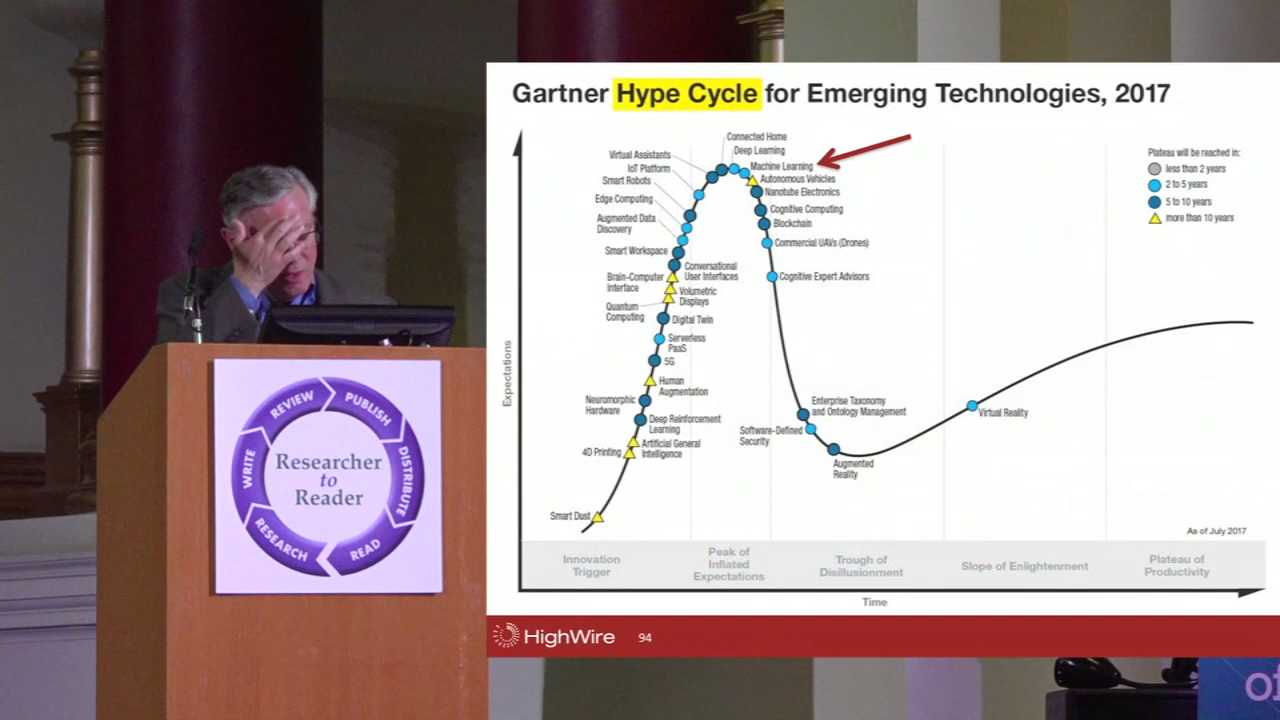 Gartner Hype Cycle for Emerging Technologies, 2017
Connected Home
Deep Learning
Virtual Assistants
Machine Learning
IoT Platform
Autonomous Vehicles
Smart Robots
Nanotube Electronics
Edge Computing
Cognitive Computing
Augmented Data
Discovery
Blockchain
Commercial UAVs (Drones)
Smart Workspace
Conversational
User Interfaces
Cognitive Expert Advisors
Brain-Computer
Interface
Volumetric
Displays
Quantum
Computing
Digital Twin
Serverless
PaaS
5G
Human
Augmentation
Neuromorphic
Hardware
Deep Reinforcement
Learning
Artificial General
Intelligence
4D Printing
Smart Dust
Enterprise Taxonomy
and Ontology Management
Software-Defined
Security
Augmented
Reality
Virtual Reality
Plateau will be reached in:
less than 2 years
2 to 5 years
5 to 10 years
more than 10 years
As of July 2017
Expectations
Innovation
Trigger
Peak of
Inflated
Expectations
Trough of
Disillusionment
Slope of Enlightenment
Plateau of
Productivity
Time
HighWire 94
REVIEW
PUBLISH
DISTRIBUTE
READ
RESEARCH
WRITE
Researcher
to
Reader